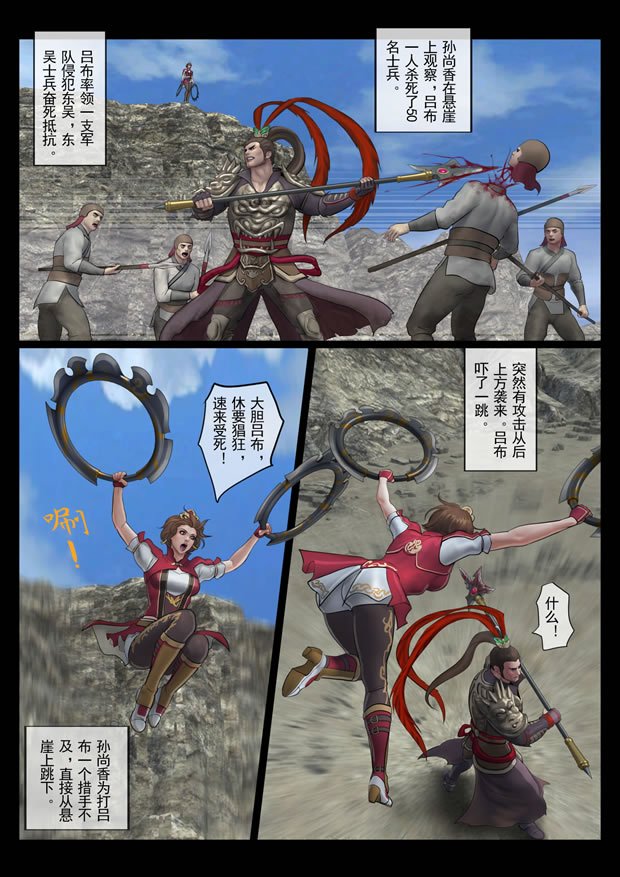 吕布率领一支军
队侵犯东吴，东
吴士兵奋死抵抗。
孙尚香在悬崖
上观察，吕布
一人杀死了50
名士兵。
大胆吕布，
休要猖狂，
速来受死！
唰！
孙尚香为打吕
布一个措手不
及，直接从悬
崖上跳下。
突然有攻击从后
上方袭来。吕布
吓了一跳。
什么！